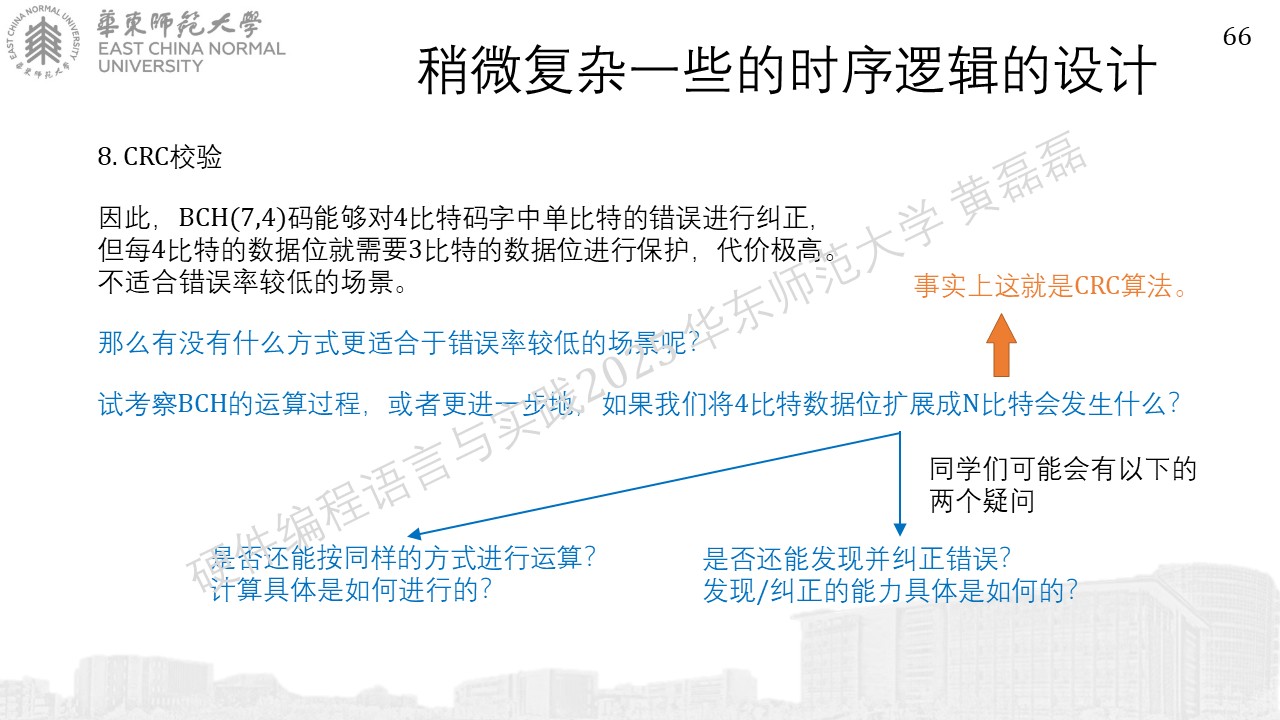 華東師範大學
EAST CHINA NORMAL
UNIVERSITY
66
稍微复杂一些的时序逻辑的设计
8. CRC校验
因此，BCH(7,4)码能够对4比特码字中单比特的错误进行纠正，
但每4比特的数据位就需要3比特的数据位进行保护，代价极高。
不适合错误率较低的场景。
事实上这就是CRC算法。
那么有没有什么方式更适合于错误率较低的场景呢？
试考察BCH的运算过程，或者更进一步地，如果我们将4比特数据位扩展成N比特会发生什么？
同学们可能会有以下的
两个疑问
是否还能按同样的方式进行运算？
计算具体是如何进行的？
是否还能发现并纠正错误？
发现/纠正的能力具体是如何的？
硬件编程语言与实践2025华东师范大学 黄磊磊